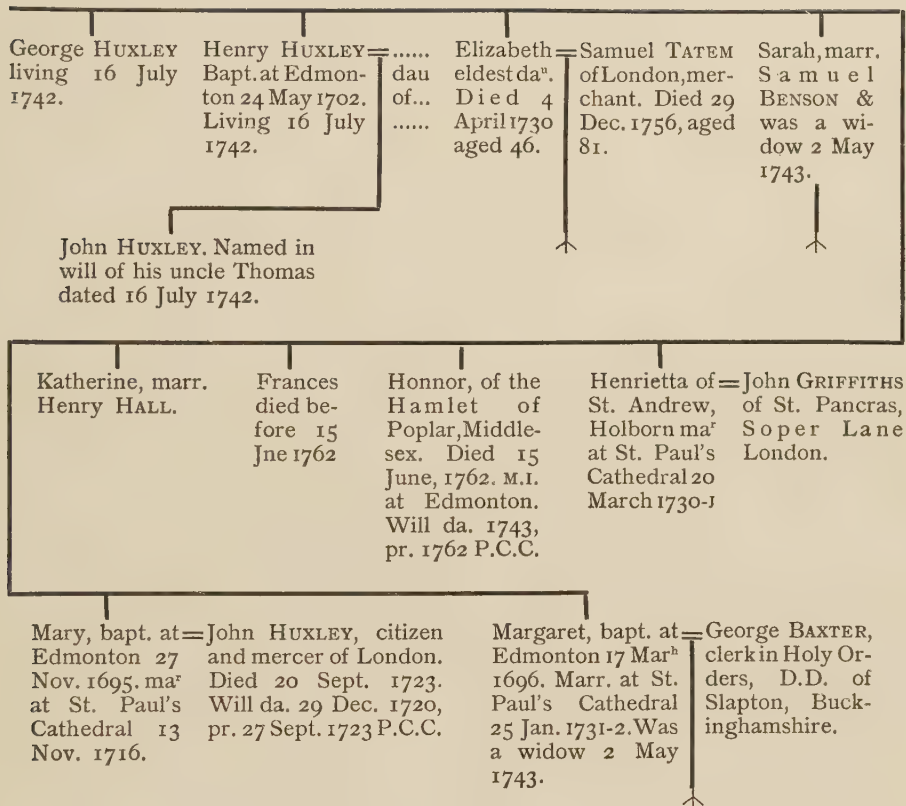 George HUXLEY
living 16 July
1742.
Henry HUXLEY=......
Bapt. at Edmon- dau
ton 24 May 1702. of...
Living 16 July ......
1742.
Elizabeth=Samuel TATEM
eldest daⁿ. of London, mer-
Died 4 chant. Died 29
April 1730 Dec. 1756, aged
aged 46. 81.
Sarah, marr.
Samuel
BENSON &
was a wi-
dow 2 May
1743.
John HUXLEY. Named in
will of his uncle Thomas
dated 16 July 1742.
Katherine, marr.
Henry HALL.
Frances
died be-
fore 15
Jne 1762
Honnor, of the
Hamlet of
Poplar, Middle-
sex. Died 15
June, 1762. M.I.
at Edmonton.
Will da. 1743,
pr. 1762 P.C.C.
Henrietta of=John GRIFFITHS
St. Andrew, of St. Pancras,
Holborn maʳ Soper Lane
at St. Paul's London.
Cathedral 20
March 1730-1
Mary, bapt. at=John HUXLEY, citizen
Edmonton 27 and mercer of London.
Nov. 1695. maʳ Died 20 Sept. 1723.
at St. Paul's Will da. 29 Dec. 1720,
Cathedral 13 pr. 27 Sept. 1723 P.C.C.
Nov. 1716.
Margaret, bapt. at=George BAXTER,
Edmonton 17 Marʰ clerk in Holy Or-
1696. Marr. at St. ders, D.D. of
Paul's Cathedral Slapton, Buck-
25 Jan. 1731-2. Was inghamshire.
a widow 2 May
1743.